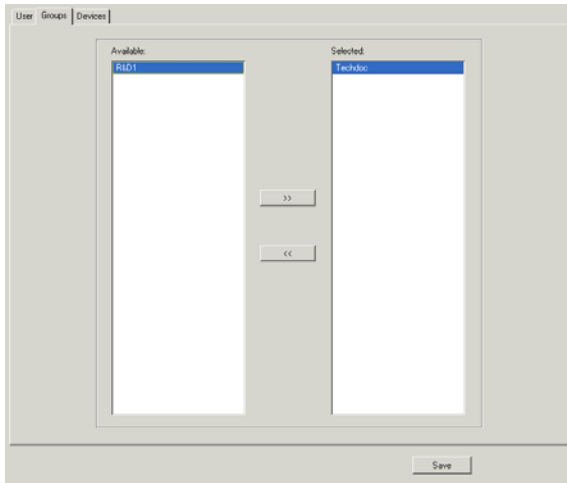 User Groups Devices
Available: Selected:
R&D1 Techdoc
>>
<<
Save